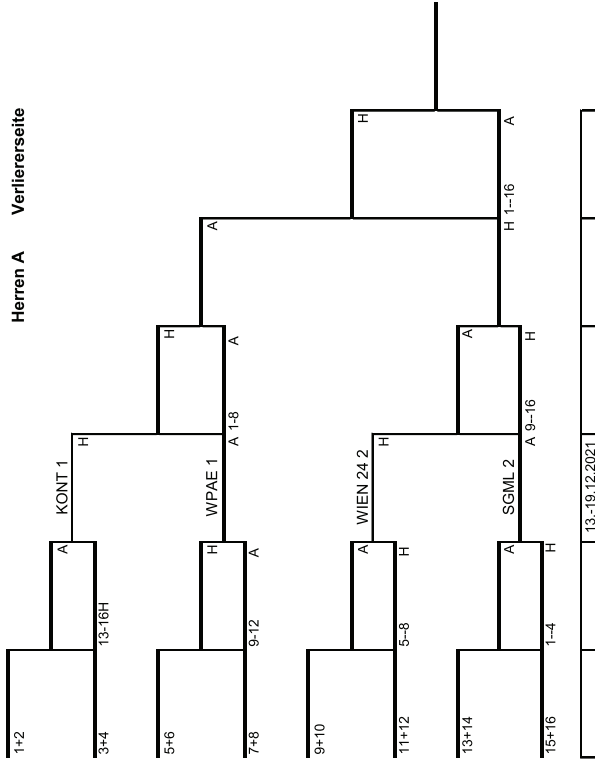 Herren A Verliererseite
1+2
3+4
5+6
7+8
9+10
11+12
13+14
15+16
13-16H
9-12
5--8
1--4
A
H
A
A
H
A
H
KONT 1
WPAE 1
WIEN 24 2
SGML 2
H
A 1-8
H
A 9--16
13.-19.12.2021
H
A
A
H
A
H 1--16
H
A